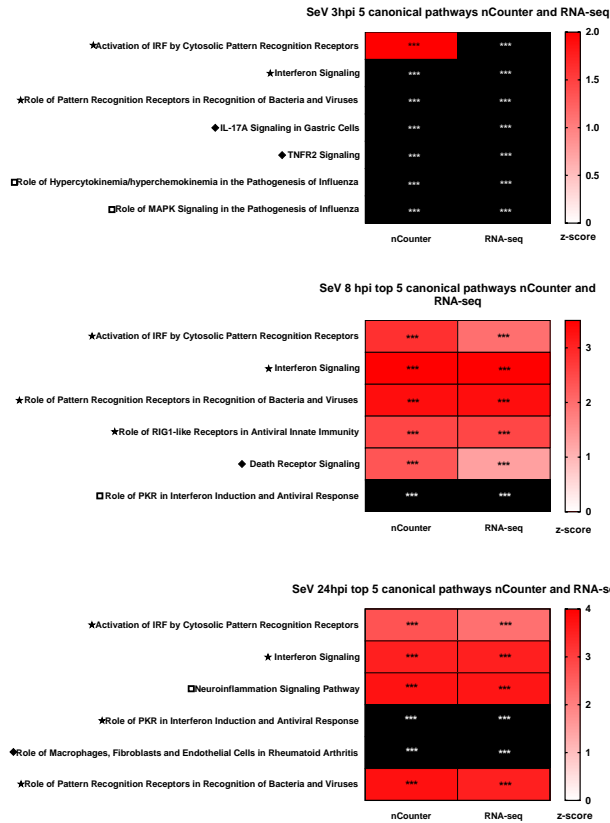 SeV 3hpi 5 canonical pathways nCounter and RNA-seq
★Activation of IRF by Cytosolic Pattern Recognition Receptors *** *** 2.0
★Interferon Signaling *** *** 1.5
★Role of Pattern Recognition Receptors in Recognition of Bacteria and Viruses *** ***
◆IL-17A Signaling in Gastric Cells *** *** 1.0
◆TNFR2 Signaling *** ***
□Role of Hypercytokinemia/hyperchemokinemia in the Pathogenesis of Influenza *** *** 0.5
□Role of MAPK Signaling in the Pathogenesis of Influenza *** *** 0
nCounter RNA-seq z-score
SeV 8 hpi top 5 canonical pathways nCounter and
RNA-seq
★Activation of IRF by Cytosolic Pattern Recognition Receptors *** *** 3
★Interferon Signaling *** ***
★Role of Pattern Recognition Receptors in Recognition of Bacteria and Viruses *** *** 2
★Role of RIG1-like Receptors in Antiviral Innate Immunity *** ***
◆ Death Receptor Signaling *** *** 1
□ Role of PKR in Interferon Induction and Antiviral Response *** ***
0
nCounter RNA-seq z-score
SeV 24hpi top 5 canonical pathways nCounter and RNA-s
★Activation of IRF by Cytosolic Pattern Recognition Receptors *** *** 4
★ Interferon Signaling *** *** 3
□Neuroinflammation Signaling Pathway *** ***
★Role of PKR in Interferon Induction and Antiviral Response *** *** 2
◆Role of Macrophages, Fibroblasts and Endothelial Cells in Rheumatoid Arthritis *** *** 1
★Role of Pattern Recognition Receptors in Recognition of Bacteria and Viruses *** ***
0
nCounter RNA-seq z-score